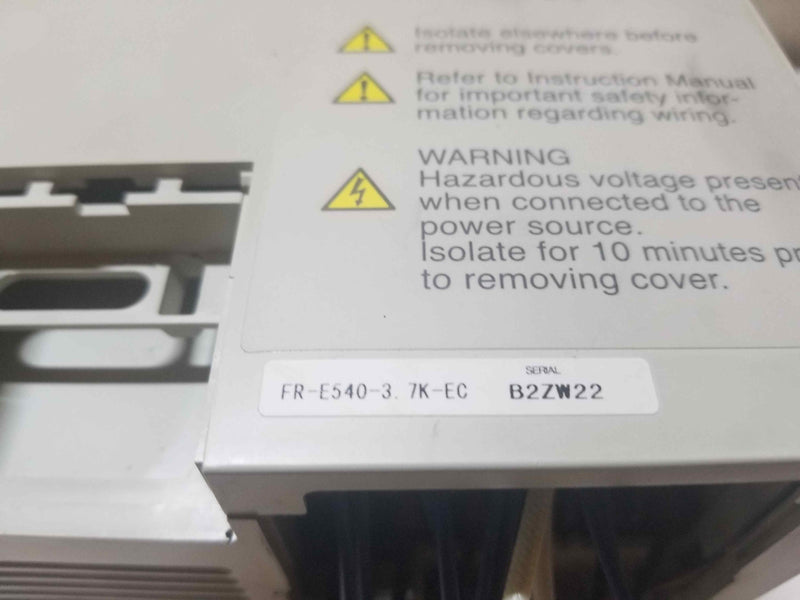 Isolate elsewhere before
removing covers.
Refer to Instruction Manual
for important safety infor-
mation regarding wiring.
WARNING
Hazardous voltage present
when connected to the
power source.
Isolate for 10 minutes pr
to removing cover.
SERIAL
FR-E540-3.7K-EC B2ZW22